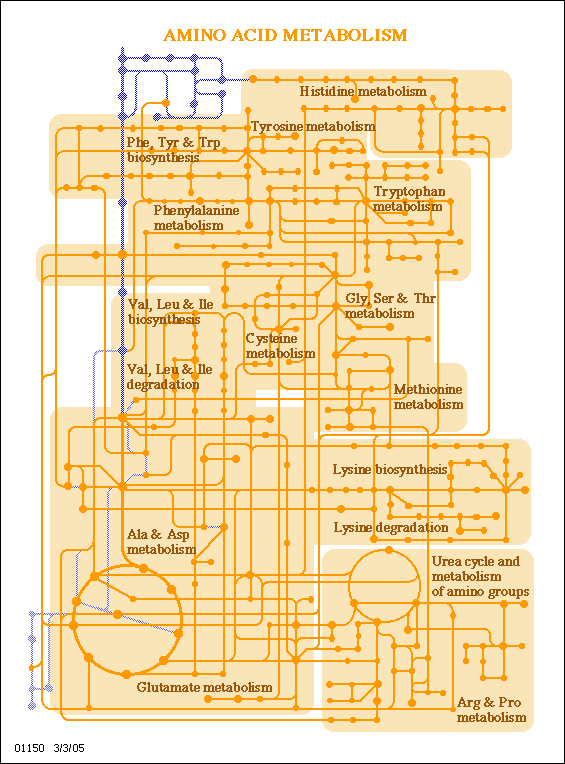 AMINO ACID METABOLISM
Histidine metabolism
Tyrosine metabolism
Phe, Tyr & Trp
biosynthesis
Tryptophan
metabolism
Phenylalanine
metabolism
Gly, Ser & Thr
metabolism
Val, Leu & Ile
biosynthesis
Cysteine
metabolism
Val, Leu & Ile
degradation
Methionine
metabolism
Lysine biosynthesis
Lysine degradation
Ala & Asp
metabolism
Urea cycle and
metabolism
of amino groups
Glutamate metabolism
Arg & Pro
metabolism
01150 3/3/05